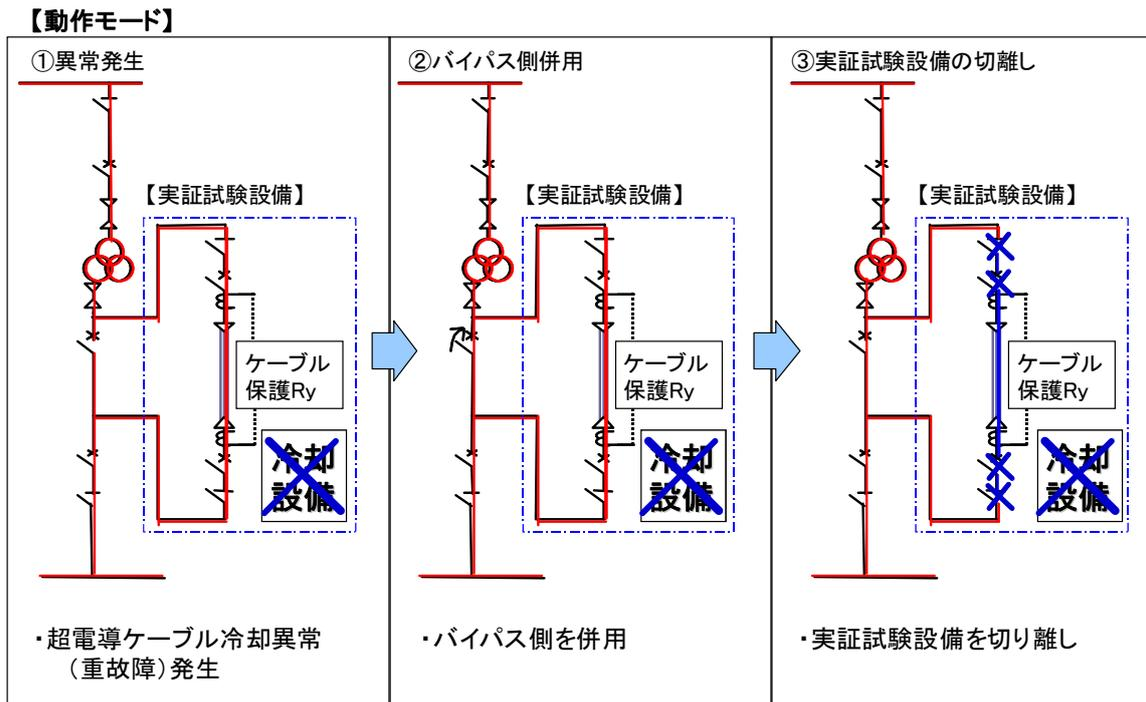 【動作モード】
①異常発生
【実証試験設備】
ケーブル
保護Ry
冷却
設備
・超電導ケーブル冷却異常
（重故障）発生
②バイパス側併用
【実証試験設備】
ケーブル
保護Ry
冷却
設備
・バイパス側を併用
③実証試験設備の切離し
【実証試験設備】
ケーブル
保護Ry
冷却
設備
・実証試験設備を切り離し